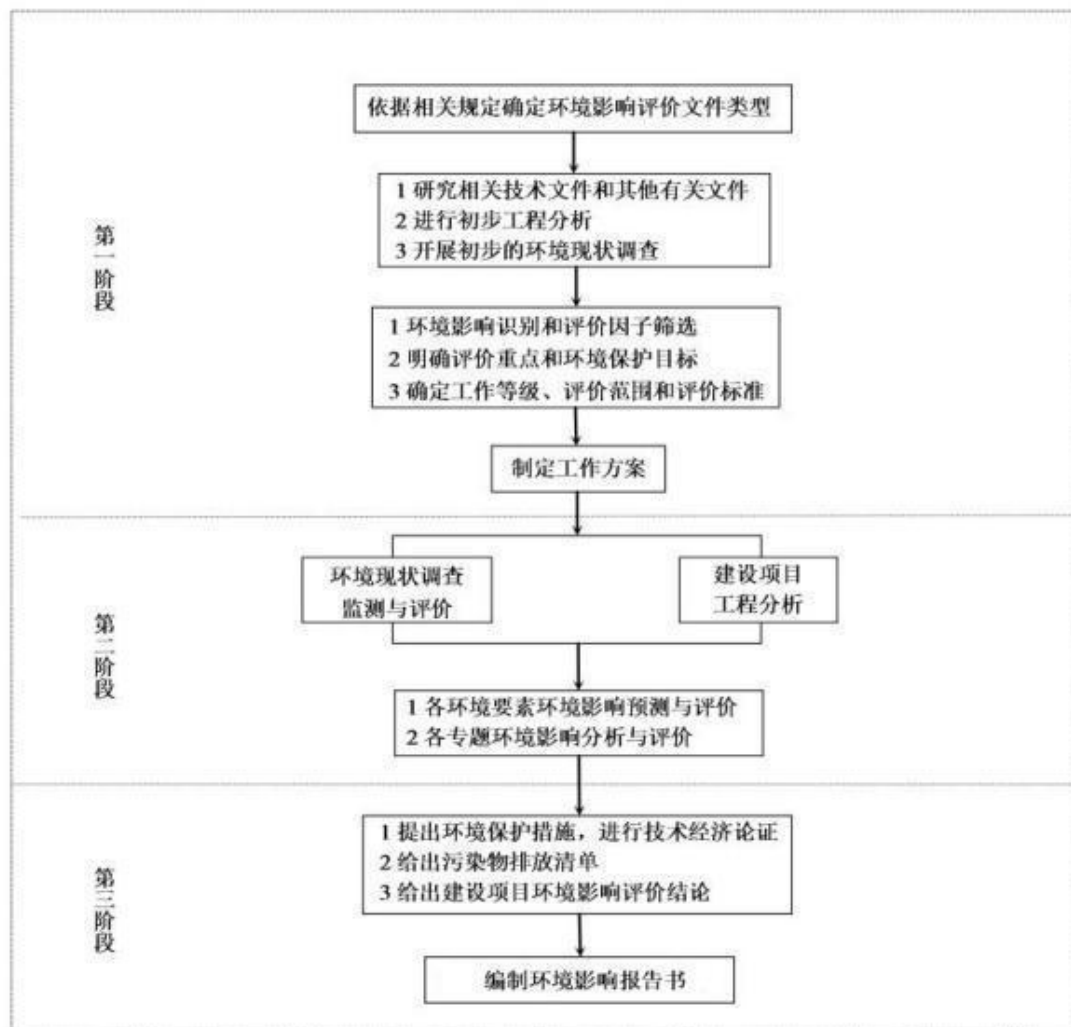 依据相关规定确定环境影响评价文件类型
1 研究相关技术文件和其他有关文件
2 进行初步工程分析
3 开展初步的环境现状调查
第一阶段
1 环境影响识别和评价因子筛选
2 明确评价重点和环境保护目标
3 确定工作等级、评价范围和评价标准
制定工作方案
环境现状调查
监测与评价
建设项目
工程分析
第二阶段
1 各环境要素环境影响预测与评价
2 各专题环境影响分析与评价
1 提出环境保护措施，进行技术经济论证
2 给出污染物排放清单
3 给出建设项目环境影响评价结论
第三阶段
编制环境影响报告书